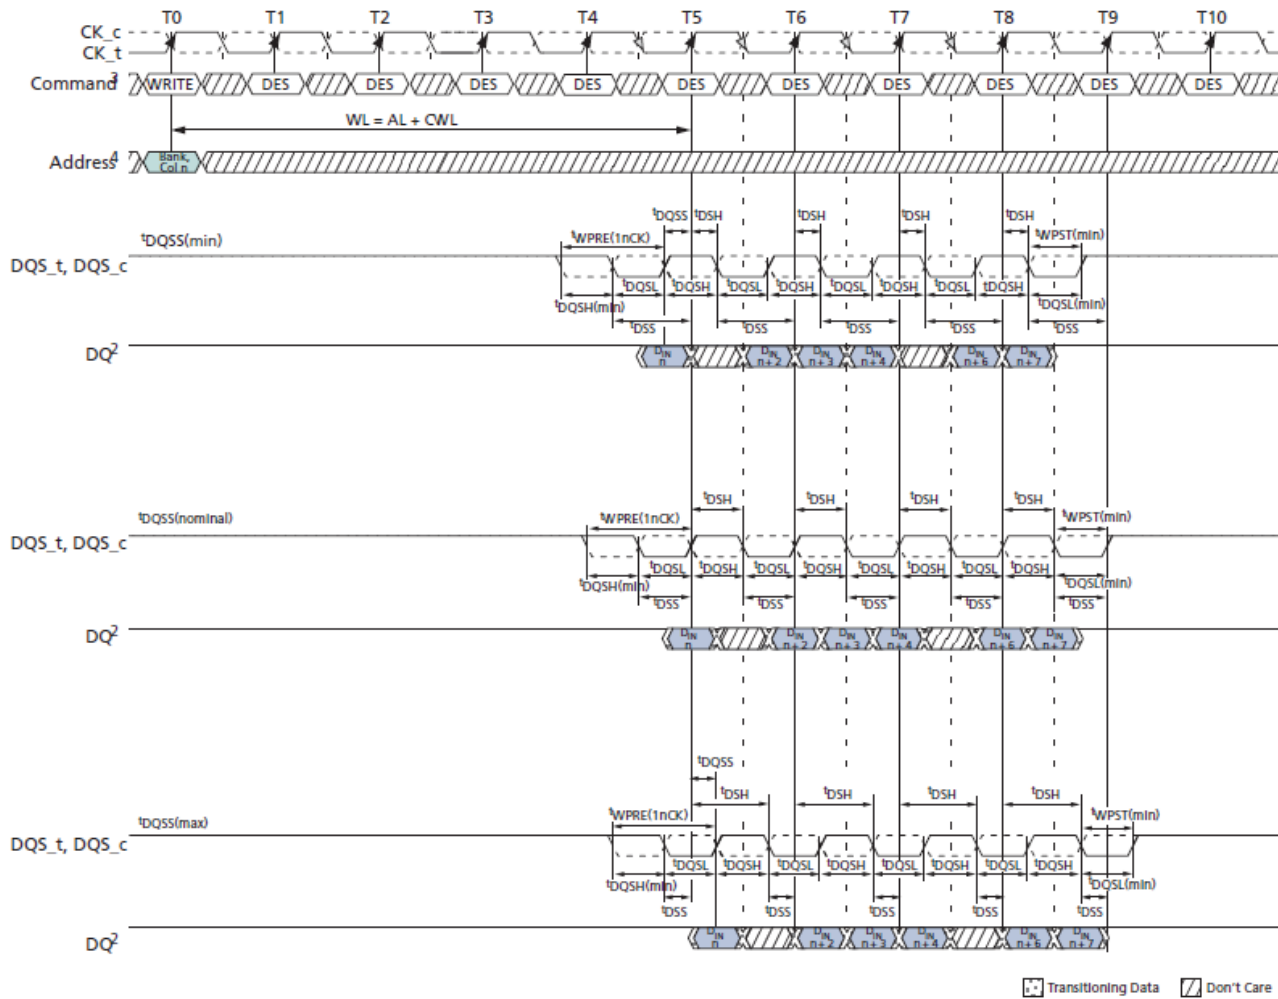 T0 T1 T2 T3 T4 T5 T6 T7 T8 T9 T10
CK_c
CK_t
Command3 WRITE DES DES DES DES DES DES DES DES DES DES
WL = AL + CWL
Address4 Bank, Col n
tDQSS tDSH tDSH tDSH tDSH
tDQSS(min) tWPRE(1nCK) tWPST(min)
DQS_t, DQS_c
tDQSL tDQSH tDQSL tDQSH tDQSL tDQSH tDQSL tDQSH
tDQSH(min) tDQSL(min)
tDSS tDSS tDSS tDSS tDSS
DQ2 DIN n DIN n+2 DIN n+3 DIN n+4 DIN n+6 DIN n+7
tDSH tDSH tDSH tDSH
tDQSS(nominal) tWPRE(1nCK) tWPST(min)
DQS_t, DQS_c
tDQSL tDQSH tDQSL tDQSH tDQSL tDQSH tDQSL tDQSH
tDQSH(min) tDQSL(min)
tDSS tDSS tDSS tDSS tDSS
DQ2 DIN n DIN n+2 DIN n+3 DIN n+4 DIN n+6 DIN n+7
tDQSS
tDSH tDSH tDSH tDSH
tDQSS(max) tWPRE(1nCK) tWPST(min)
DQS_t, DQS_c
tDQSL tDQSH tDQSL tDQSH tDQSL tDQSH tDQSL tDQSH
tDQSH(min) tDQSL(min)
tDSS tDSS tDSS tDSS tDSS
DQ2 DIN n DIN n+2 DIN n+3 DIN n+4 DIN n+6 DIN n+7
Transitioning Data Don't Care